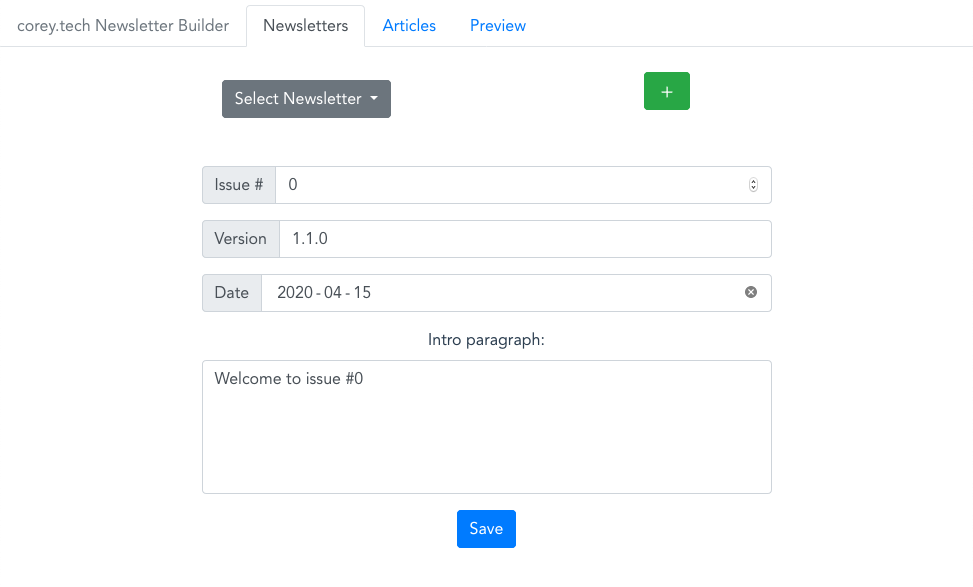 corey.tech Newsletter Builder Newsletters Articles Preview
Select Newsletter +
Issue # 0
Version 1.1.0
Date 2020-04-15
Intro paragraph:
Welcome to issue #0
Save